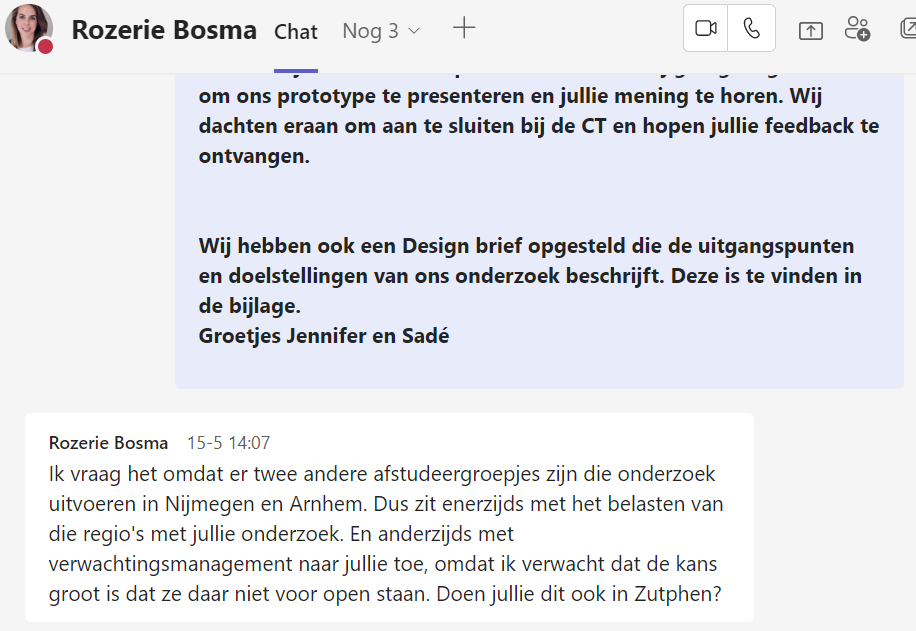 Rozerie Bosma Chat Nog 3
om ons prototype te presenteren en jullie mening te horen. Wij
dachten eraan om aan te sluiten bij de CT en hopen jullie feedback te
ontvangen.
Wij hebben ook een Design brief opgesteld die de uitgangspunten
en doelstellingen van ons onderzoek beschrijft. Deze is te vinden in
de bijlage.
Groetjes Jennifer en Sadé
Rozerie Bosma 15-5 14:07
Ik vraag het omdat er twee andere afstudeergroepjes zijn die onderzoek
uitvoeren in Nijmegen en Arnhem. Dus zit enerzijds met het belasten van
die regio's met jullie onderzoek. En anderzijds met
verwachtingsmanagement naar jullie toe, omdat ik verwacht dat de kans
groot is dat ze daar niet voor open staan. Doen jullie dit ook in Zutphen?